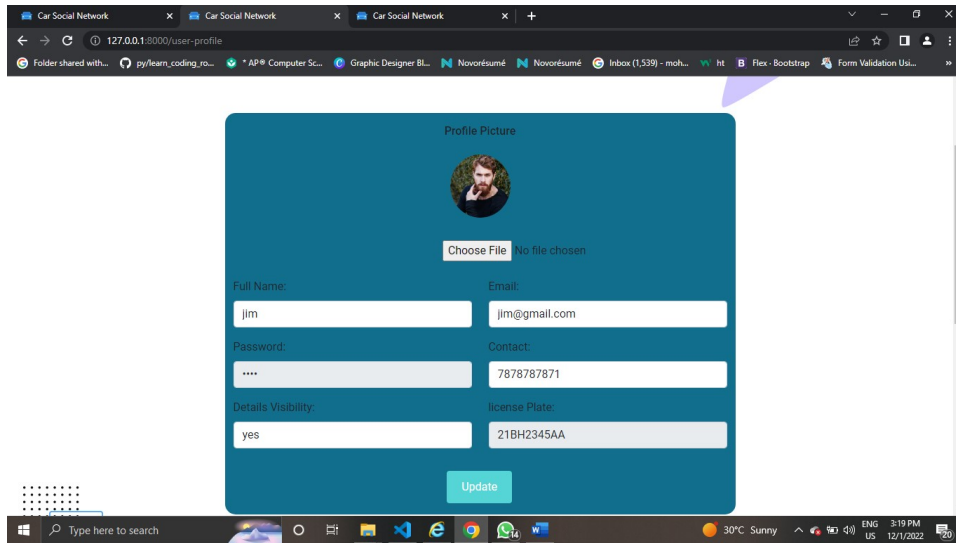 Car Social Network
Car Social Network
Car Social Network
127.0.0.1:8000/user-profile
Folder shared with...
py/learn_coding_ro...
* AP® Computer Sc...
Graphic Designer Bl...
Novorésumé
Novorésumé
Inbox (1,539) - moh...
ht
Flex · Bootstrap
Form Validation Usi...
»
Profile Picture
Choose File No file chosen
Full Name: Email:
jim jim@gmail.com
Password: Contact:
•••• 7878787871
Details Visibility: license Plate:
yes 21BH2345AA
Update
Type here to search
14
30°C Sunny
ENG
US
3:19 PM
12/1/2022
20